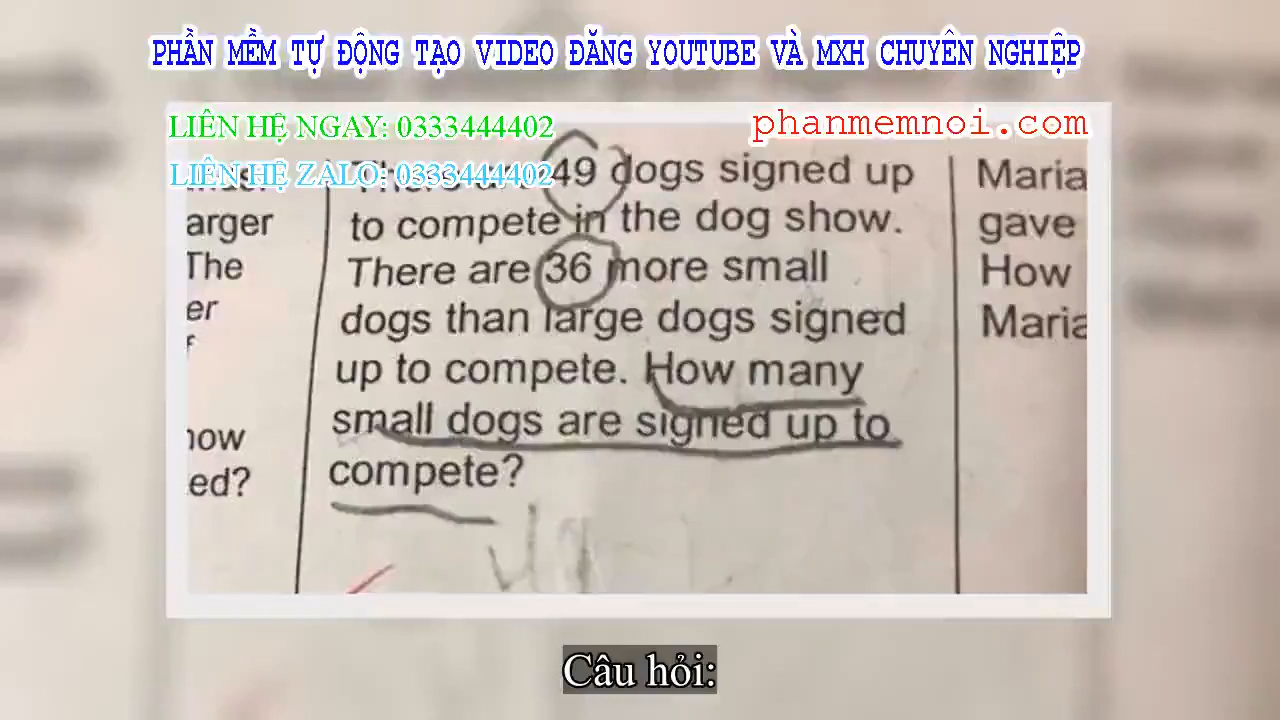 PHẦN MỀM TỰ ĐỘNG TẠO VIDEO ĐĂNG YOUTUBE VÀ MXH CHUYÊN NGHIỆP
LIÊN HỆ NGAY: 0333444402
phanmemnoi.com
LIÊN HỆ ZALO: 0333444402
49 dogs signed up
to compete in the dog show.
There are 36 more small
dogs than large dogs signed
up to compete. How many
small dogs are signed up to
compete?
arger
The
er
how
ed?
Maria
gave
How
Maria
Câu hỏi: